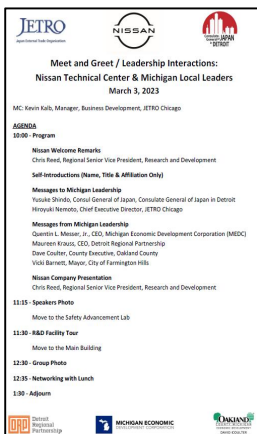 JETRO
Japan External Trade Organization
NISSAN
Consulate General of JAPAN
in DETROIT
Meet and Greet / Leadership Interactions:
Nissan Technical Center & Michigan Local Leaders
March 3, 2023
MC: Kevin Kalb, Manager, Business Development, JETRO Chicago
AGENDA
10:00 - Program
Nissan Welcome Remarks
Chris Reed, Regional Senior Vice President, Research and Development
Self-Introductions (Name, Title & Affiliation Only)
Messages to Michigan Leadership
Yusuke Shindo, Consul General of Japan, Consulate General of Japan in Detroit
Hiroyuki Nemoto, Chief Executive Director, JETRO Chicago
Messages from Michigan Leadership
Quentin L. Messer, Jr., CEO, Michigan Economic Development Corporation (MEDC)
Maureen Krauss, CEO, Detroit Regional Partnership
Dave Coulter, County Executive, Oakland County
Vicki Barnett, Mayor, City of Farmington Hills
Nissan Company Presentation
Chris Reed, Regional Senior Vice President, Research and Development
11:15 - Speakers Photo
Move to the Safety Advancement Lab
11:30 - R&D Facility Tour
Move to the Main Building
12:30 - Group Photo
12:35 - Networking with Lunch
1:30 - Adjourn
DRP
Detroit
Regional
Partnership
MICHIGAN ECONOMIC
DEVELOPMENT CORPORATION
OAKLAND
COUNTY MICHIGAN
DAVID COULTER